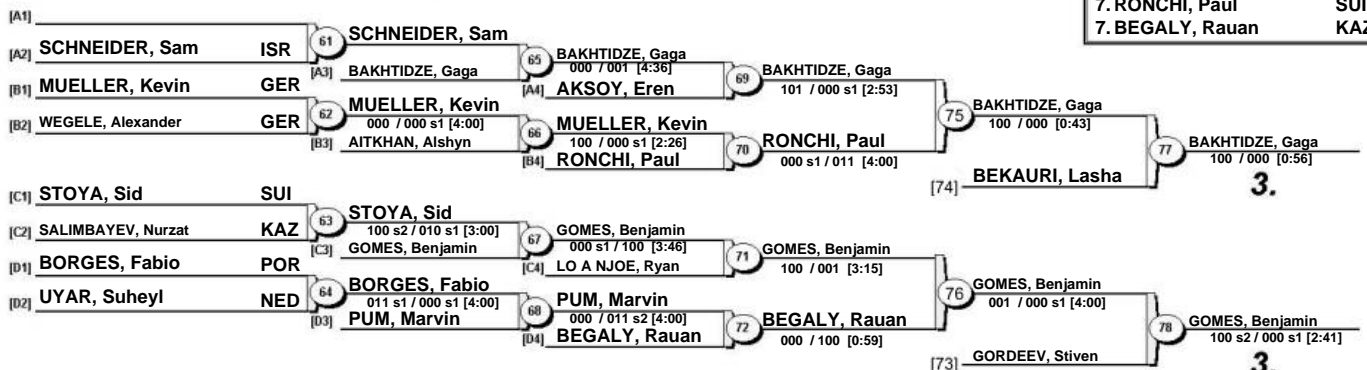 7. RONCHI, Paul SUI
7. BEGALY, Rauan KAZ
[A1]
[A2] SCHNEIDER, Sam ISR
61 SCHNEIDER, Sam
[A3] BAKHTIDZE, Gaga
65 BAKHTIDZE, Gaga
000 / 001 [4:36]
[A4] AKSOY, Eren
69 BAKHTIDZE, Gaga
101 / 000 s1 [2:53]
[B1] MUELLER, Kevin GER
[B2] WEGELE, Alexander GER
62 MUELLER, Kevin
000 / 000 s1 [4:00]
[B3] AITKHAN, Alshyn
66 MUELLER, Kevin
100 / 000 s1 [2:26]
[B4] RONCHI, Paul
70 RONCHI, Paul
000 s1 / 011 [4:00]
75 BAKHTIDZE, Gaga
100 / 000 [0:43]
[74] BEKAURI, Lasha
77 BAKHTIDZE, Gaga
100 / 000 [0:56]
3.
[C1] STOYA, Sid SUI
[C2] SALIMBAYEV, Nurzat KAZ
63 STOYA, Sid
100 s2 / 010 s1 [3:00]
[C3] GOMES, Benjamin
67 GOMES, Benjamin
000 s1 / 100 [3:46]
[C4] LO A NJOE, Ryan
71 GOMES, Benjamin
100 / 001 [3:15]
[D1] BORGES, Fabio POR
[D2] UYAR, Suheyl NED
64 BORGES, Fabio
011 s1 / 000 s1 [4:00]
[D3] PUM, Marvin
68 PUM, Marvin
000 / 011 s2 [4:00]
[D4] BEGALY, Rauan
72 BEGALY, Rauan
000 / 100 [0:59]
76 GOMES, Benjamin
001 / 000 s1 [4:00]
[73] GORDEEV, Stiven
78 GOMES, Benjamin
100 s2 / 000 s1 [2:41]
3.